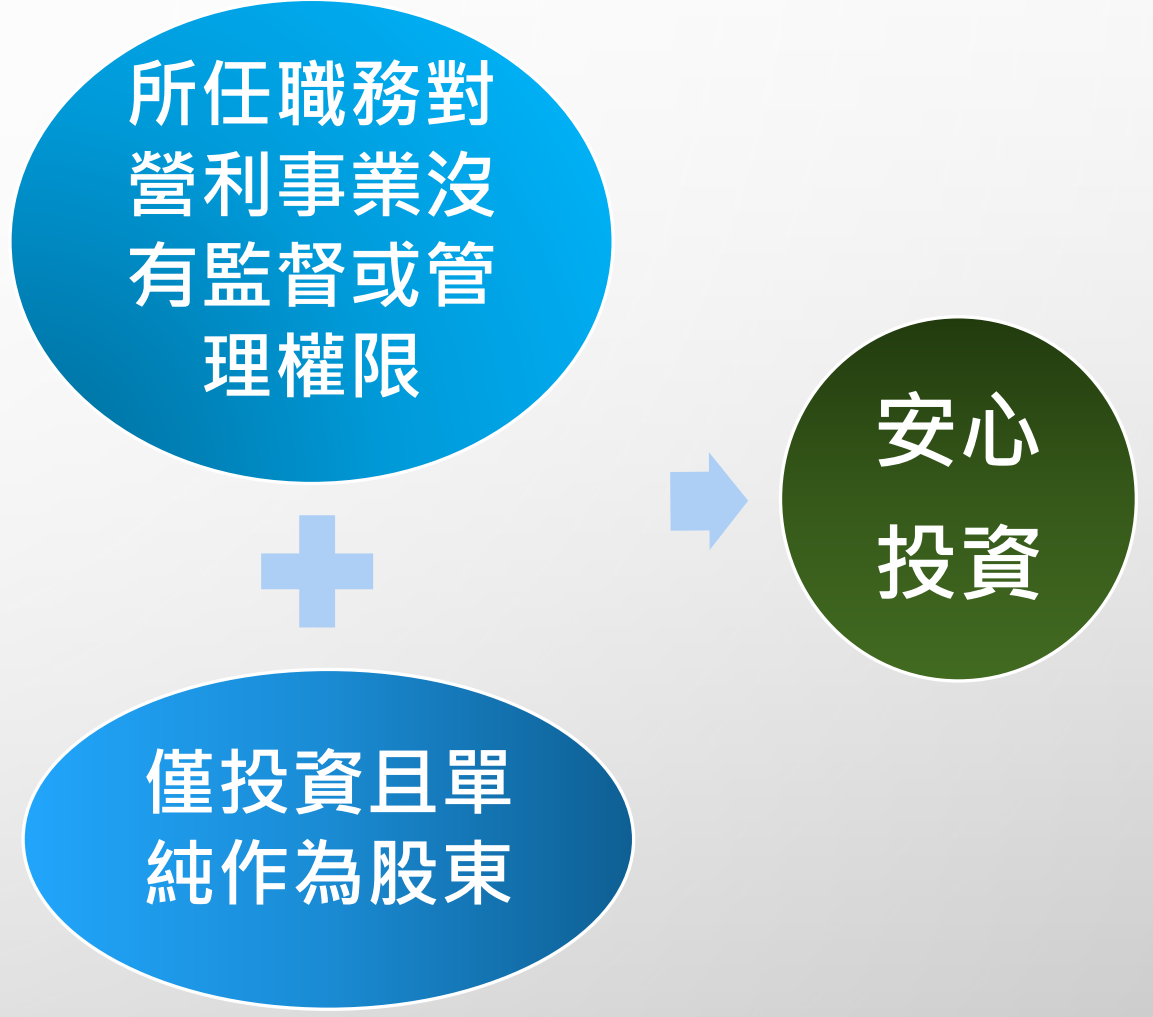 所任職務對
營利事業沒
有監督或管
理權限
僅投資且單
純作為股東
安心
投資